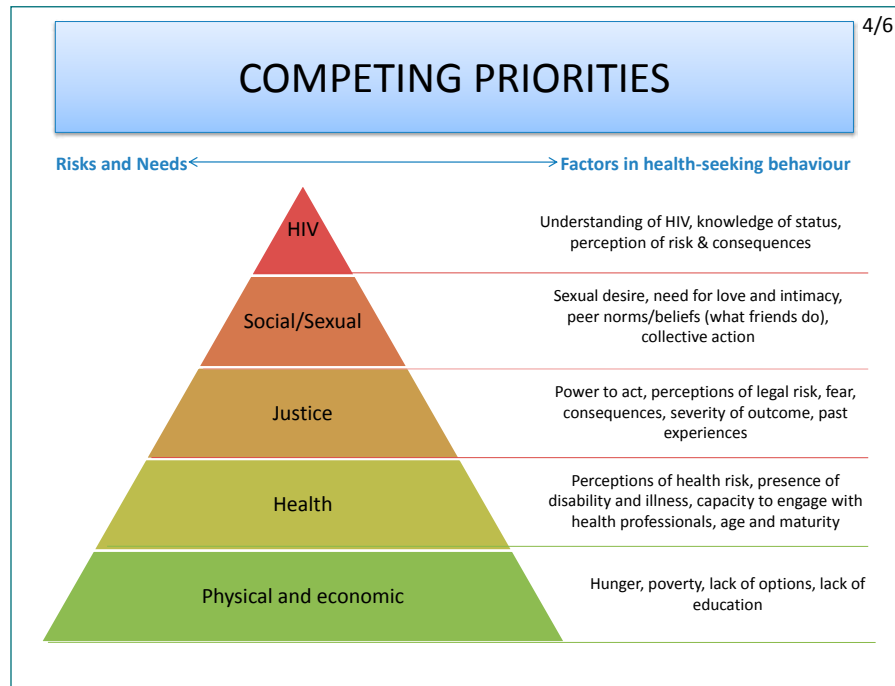 4/6
COMPETING PRIORITIES
Risks and Needs
Factors in health-seeking behaviour
HIV
Understanding of HIV, knowledge of status,
perception of risk & consequences
Social/Sexual
Sexual desire, need for love and intimacy,
peer norms/beliefs (what friends do),
collective action
Justice
Power to act, perceptions of legal risk, fear,
consequences, severity of outcome, past
experiences
Health
Perceptions of health risk, presence of
disability and illness, capacity to engage with
health professionals, age and maturity
Physical and economic
Hunger, poverty, lack of options, lack of
education